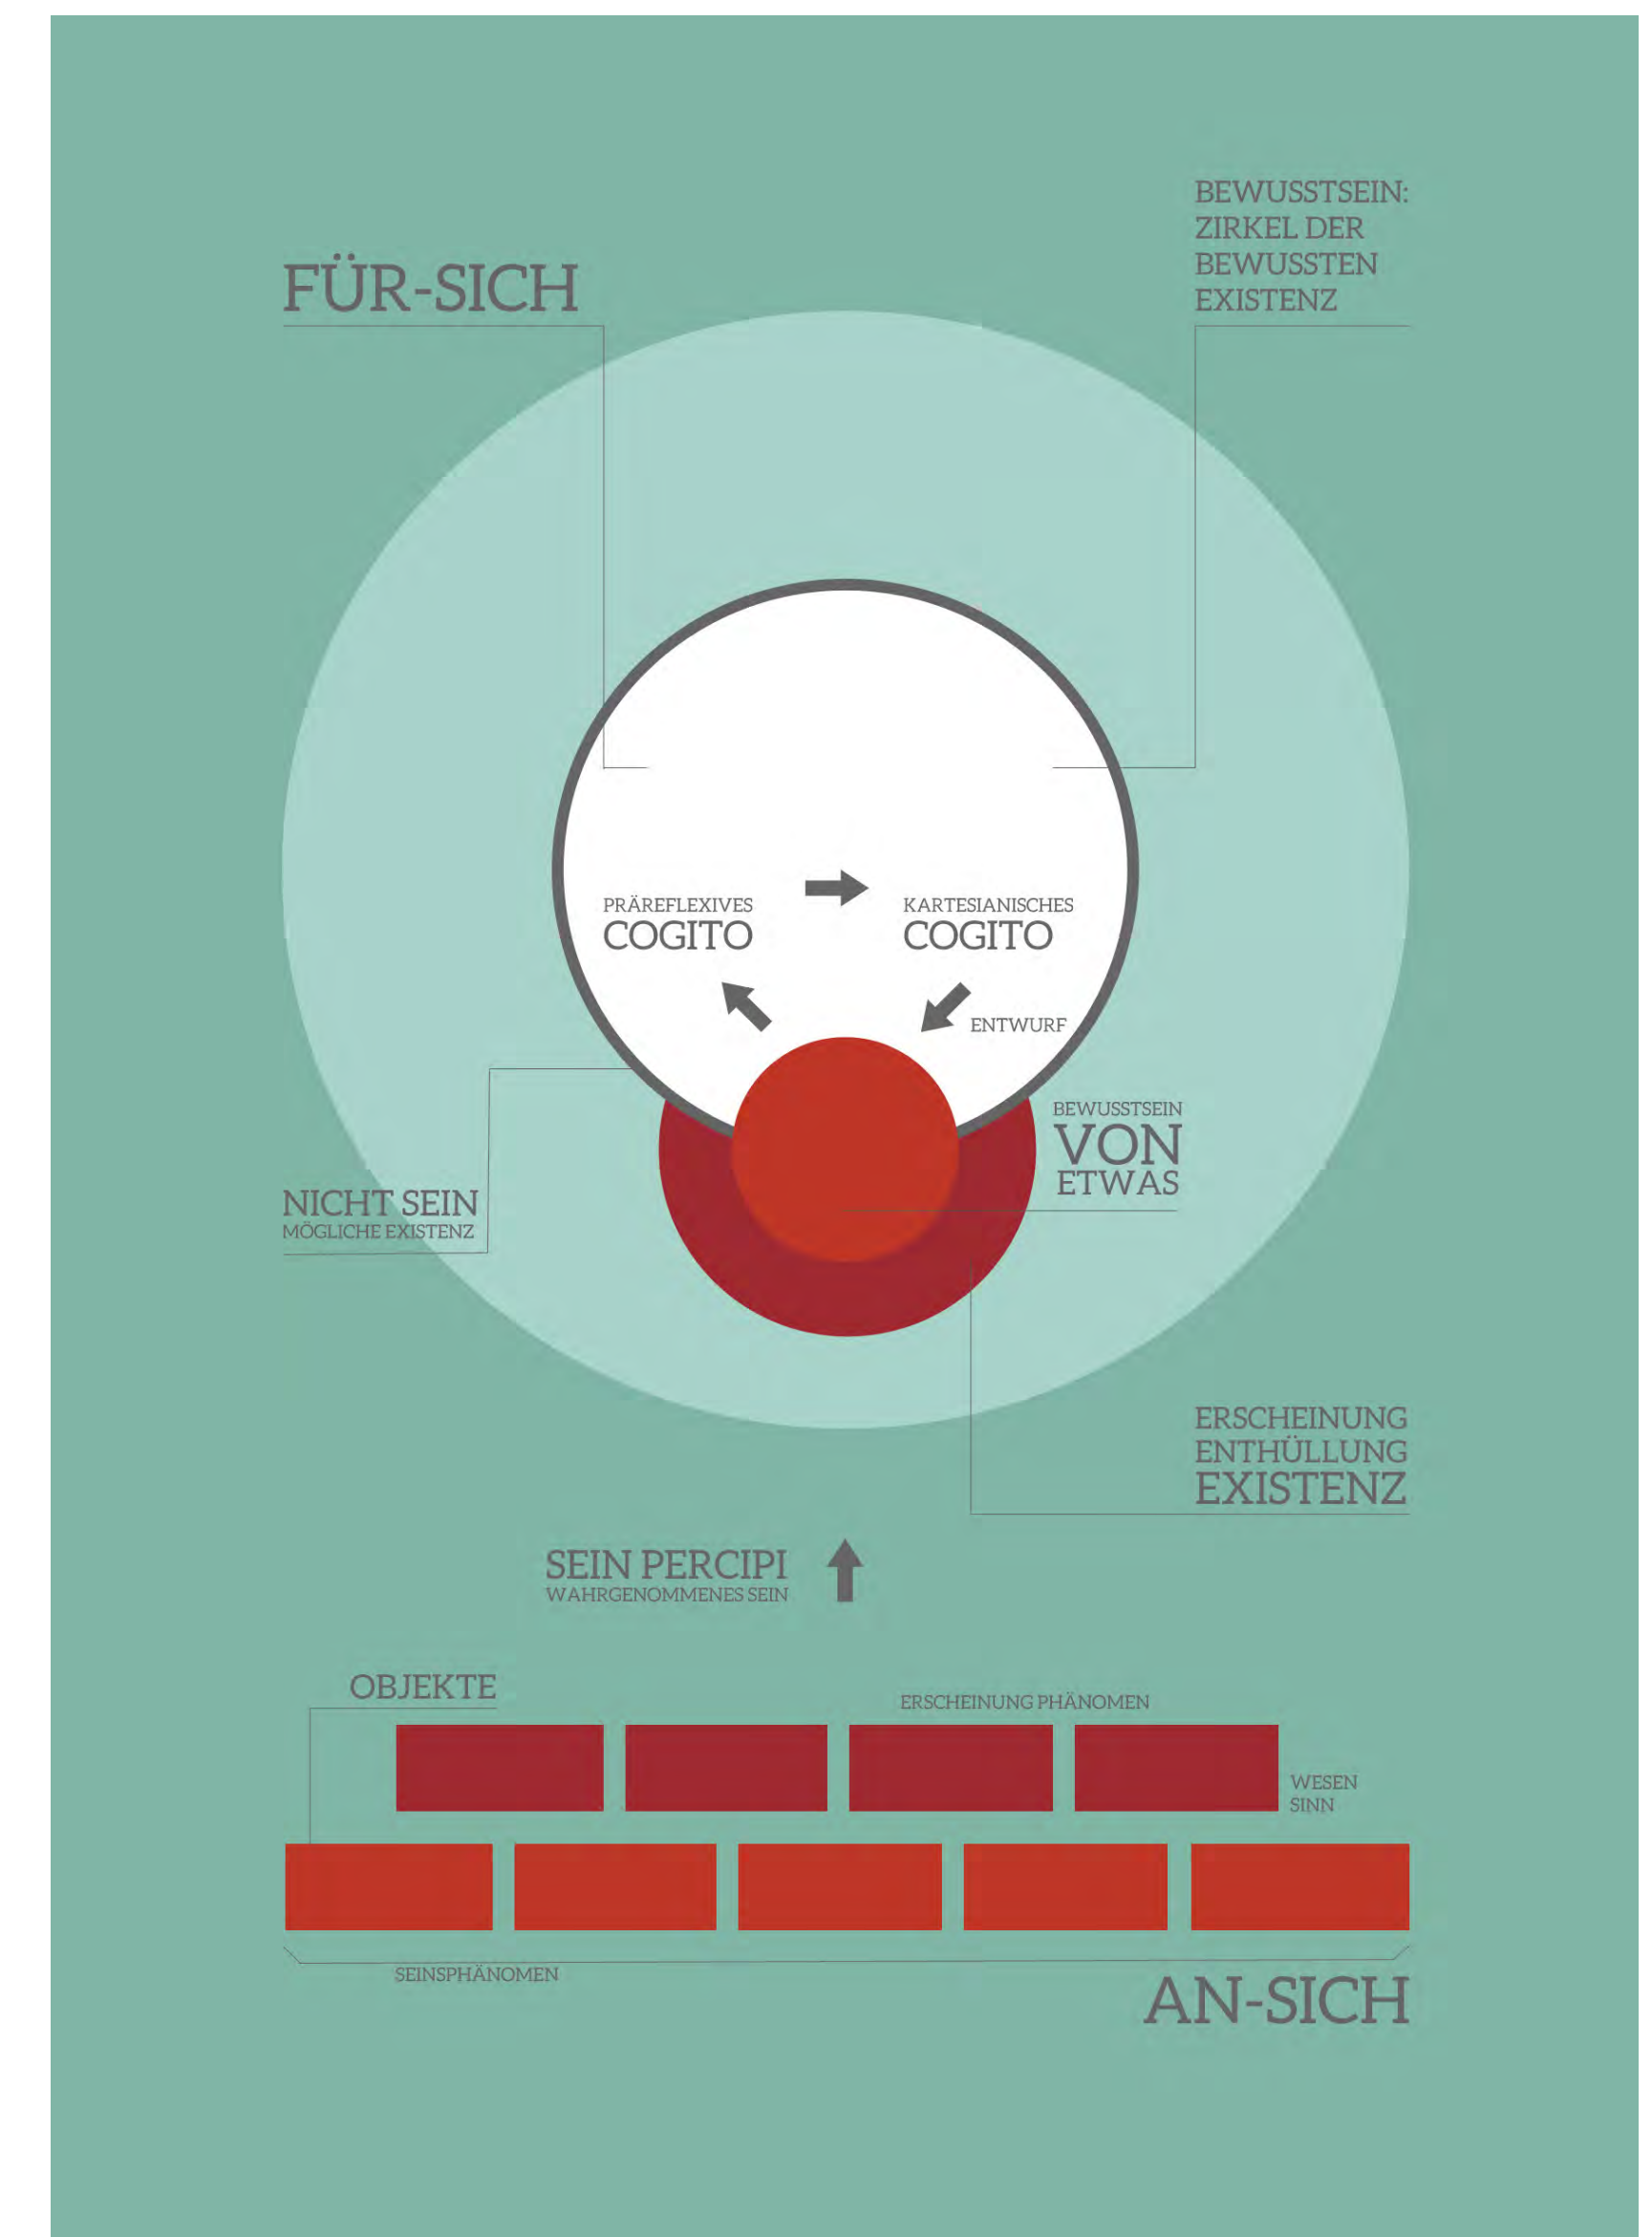 BEWUSSTSEIN:
ZIRKEL DER
BEWUSSTEN
EXISTENZ
FÜR-SICH
PRÄREFLEXIVES
COGITO
KARTESIANISCHES
COGITO
ENTWURF
BEWUSSTSEIN
VON
ETWAS
NICHT SEIN
MÖGLICHE EXISTENZ
ERSCHEINUNG
ENTHÜLLUNG
EXISTENZ
SEIN PERCIPI
WAHRGENOMMENES SEIN
OBJEKTE
ERSCHEINUNG PHÄNOMEN
WESEN
SINN
SEINSPHÄNOMEN
AN-SICH